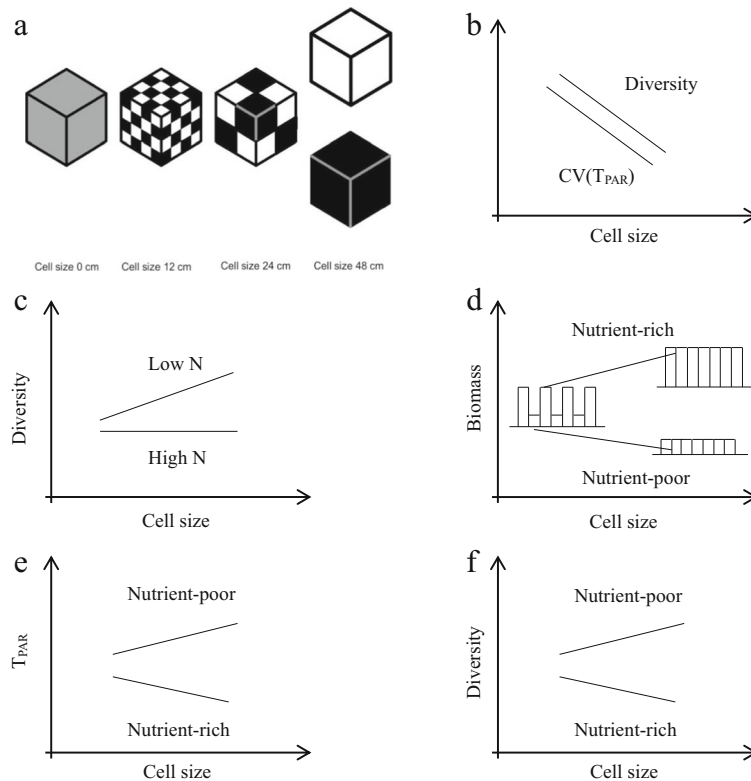 a
Cell size 0 cm
Cell size 12 cm
Cell size 24 cm
Cell size 48 cm
b
Diversity
CV(T_PAR)
Cell size
c
Diversity
Low N
High N
Cell size
d
Biomass
Nutrient-rich
Nutrient-poor
Cell size
e
T_PAR
Nutrient-poor
Nutrient-rich
Cell size
f
Diversity
Nutrient-poor
Nutrient-rich
Cell size